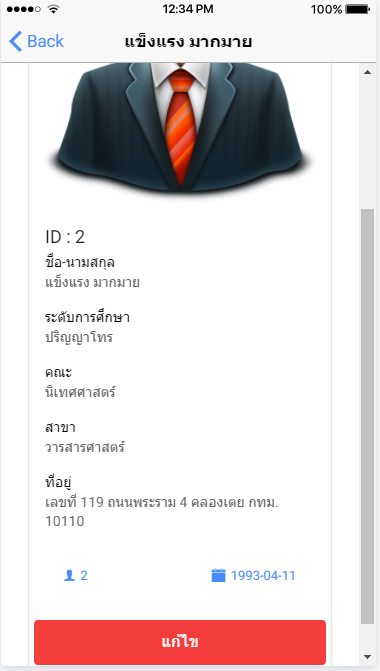 12:34 PM
100%
Back
แข็งแรง มากมาย
ID : 2
ชื่อ-นามสกุล
แข็งแรง มากมาย
ระดับการศึกษา
ปริญญาโทร
คณะ
นิเทศศาสตร์
สาขา
วารสารศาสตร์
ที่อยู่
เลขที่ 119 ถนนพระราม 4 คลองเตย กทม.
10110
2
1993-04-11
แก้ไข